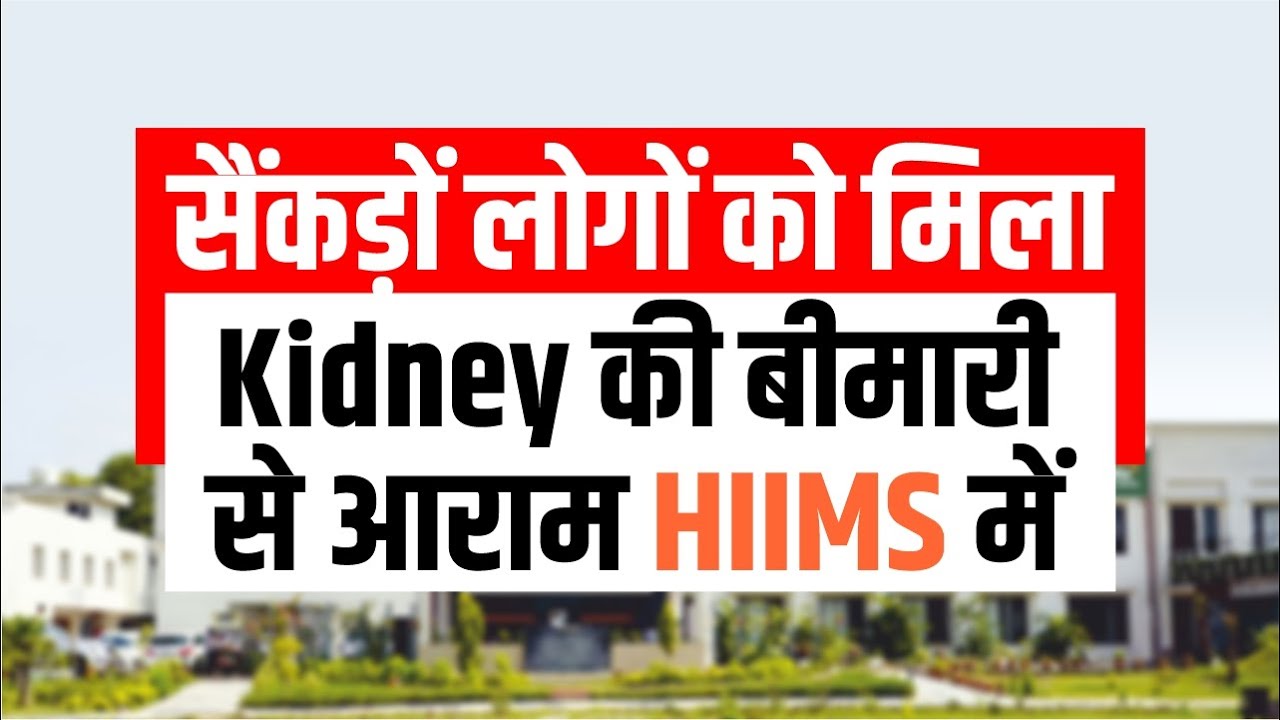 सैंकड़ों लोगों को मिला
Kidney की बीमारी
से आराम HIIMS में